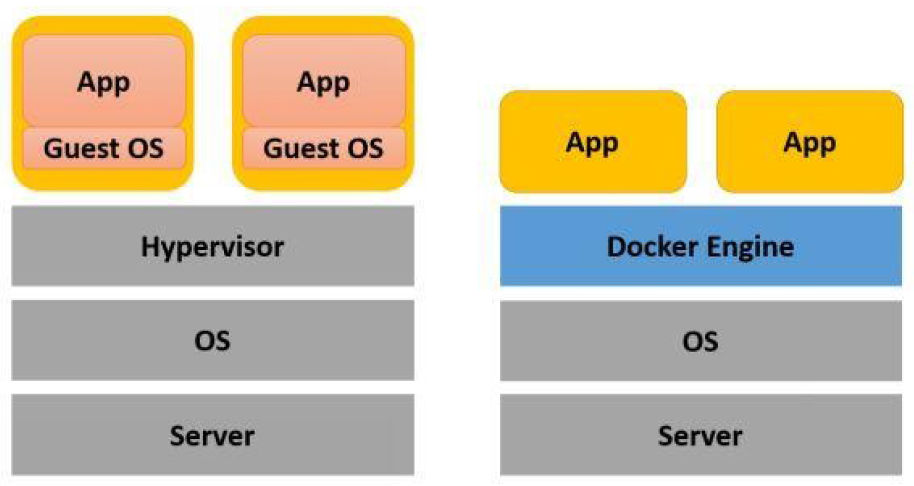 App
Guest OS
App
Guest OS
Hypervisor
OS
Server
App
App
Docker Engine
OS
Server